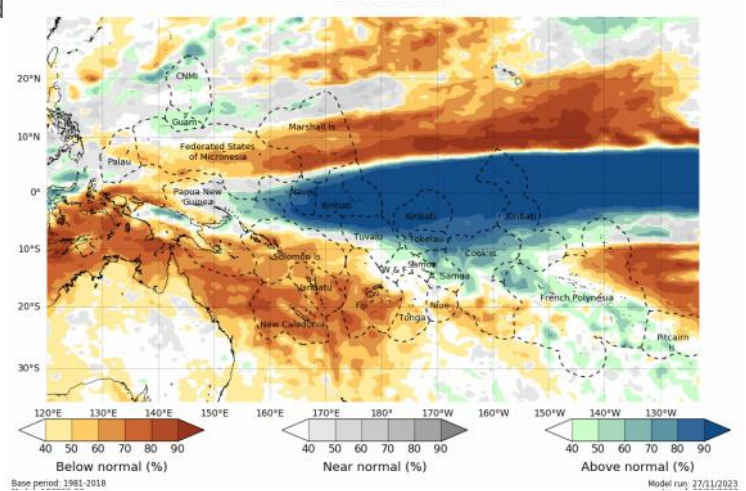 20°N
10°N
0°
10°S
20°S
30°S
CNMI
Guam
Marshall Is.
Palau
Federated States
of Micronesia
Papua New
Guinea
Nauru
Kiribati
Kiribati
Kiribati
Tuvalu
Tokelau
Solomon Is.
Samoa
Cook Is.
W & F
A. Samoa
Vanuatu
French Polynesia
Fiji
Niue
New Caledonia
Tonga
Pitcairn
Is.
120°E 130°E 140°E 150°E 160°E 170°E 180°W 170°W 160°W 150°W 140°W 130°W
40 50 60 70 80 90
Below normal (%)
40 50 60 70 80 90
Near normal (%)
40 50 60 70 80 90
Above normal (%)
Base period: 1981-2018
Model run: 27/11/2023